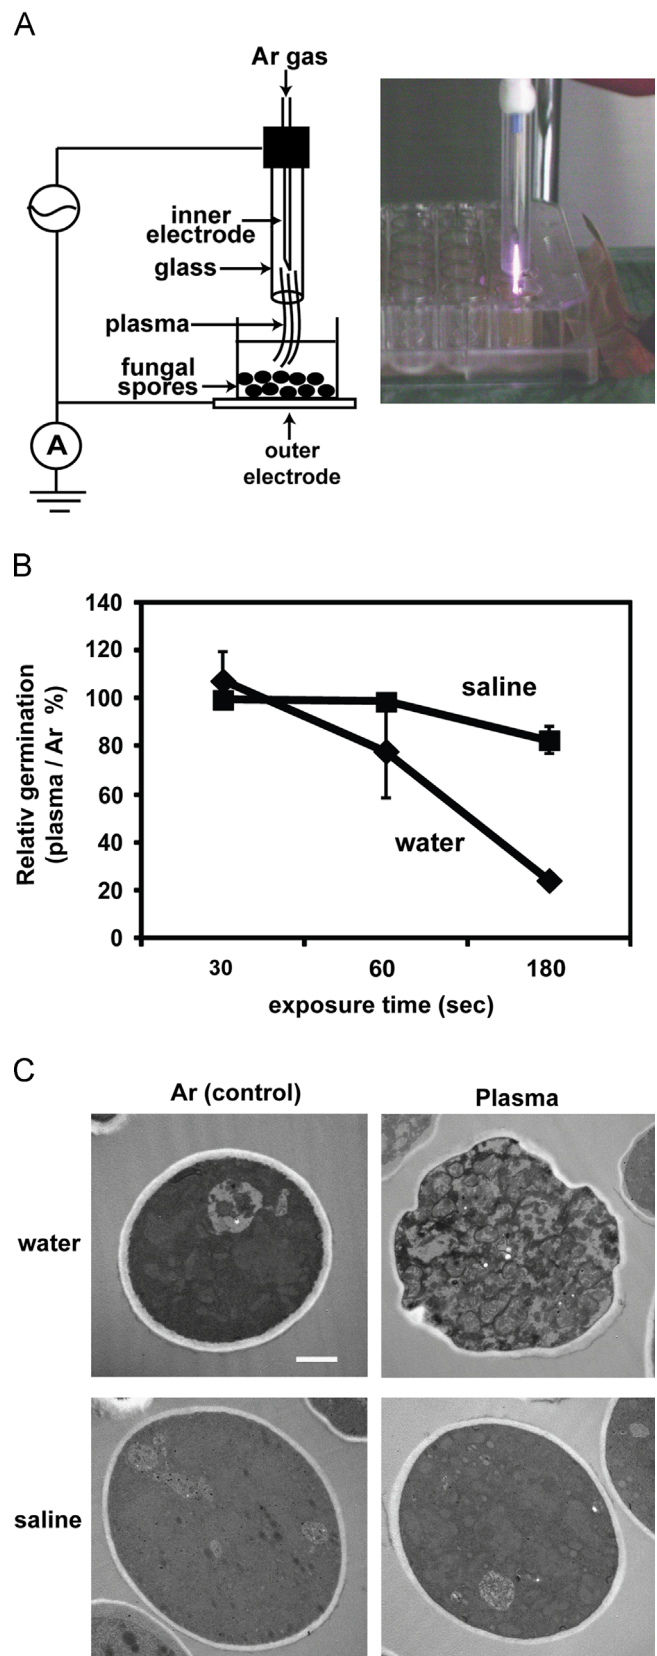 A
Ar gas
inner
electrode
glass
plasma
fungal
spores
A
outer
electrode
B
Relativ germination
(plasma / Ar %)
140
120
100
80
60
40
20
0
saline
water
30
60
180
exposure time (sec)
C
Ar (control)
Plasma
water
saline